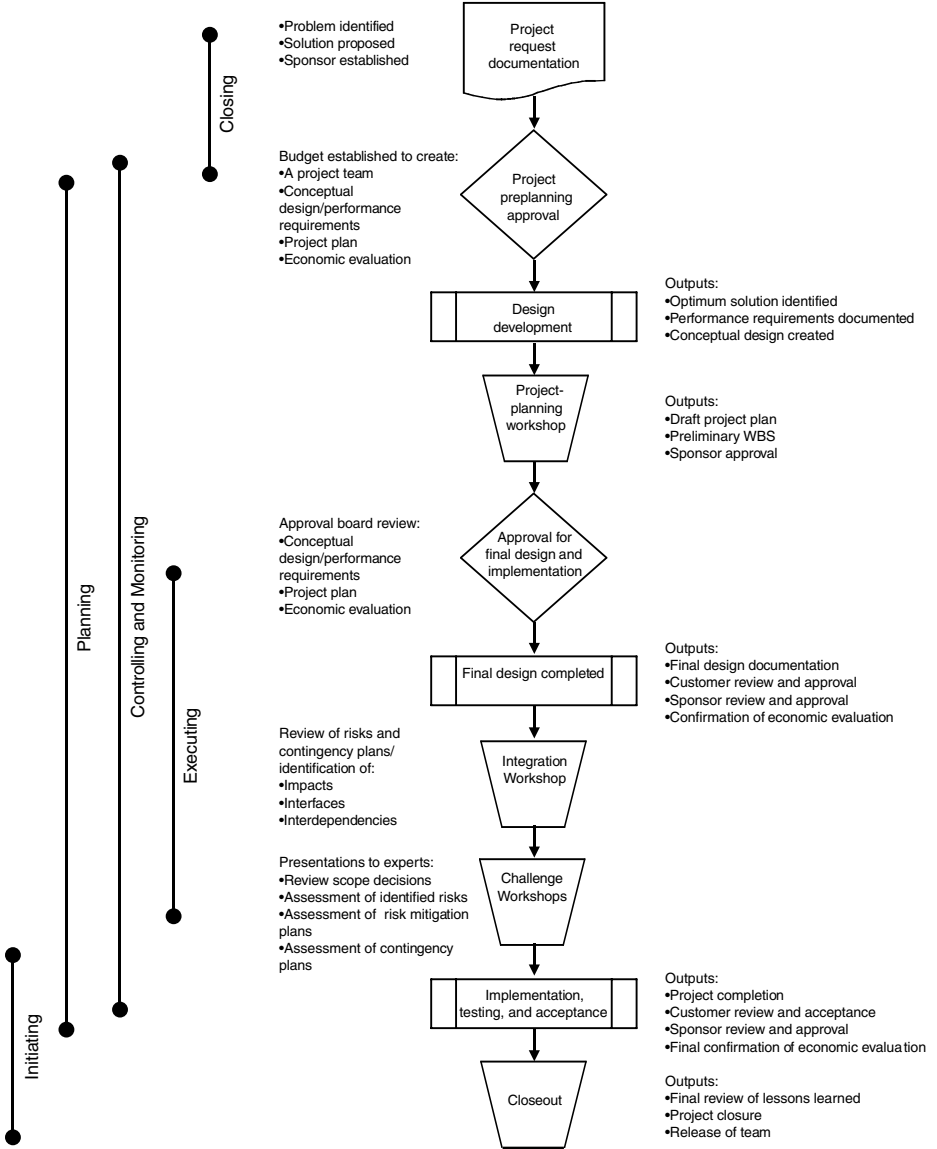 •Problem identified
•Solution proposed
•Sponsor established
Project
request
documentation
Closing
Budget established to create:
•A project team
•Conceptual
design/performance
requirements
•Project plan
•Economic evaluation
Project
preplanning
approval
Design
development
Outputs:
•Optimum solution identified
•Performance requirements documented
•Conceptual design created
Project-
planning
workshop
Outputs:
•Draft project plan
•Preliminary WBS
•Sponsor approval
Planning
Controlling and Monitoring
Approval board review:
•Conceptual
design/performance
requirements
•Project plan
•Economic evaluation
Approval for
final design and
implementation
Executing
Final design completed
Outputs:
•Final design documentation
•Customer review and approval
•Sponsor review and approval
•Confirmation of economic evaluation
Review of risks and
contingency plans/
identification of:
•Impacts
•Interfaces
•Interdependencies
Integration
Workshop
Presentations to experts:
•Review scope decisions
•Assessment of identified risks
•Assessment of  risk mitigation
plans
•Assessment of contingency
plans
Challenge
Workshops
Initiating
Implementation,
testing, and acceptance
Outputs:
•Project completion
•Customer review and acceptance
•Sponsor review and approval
•Final confirmation of economic evaluation
Closeout
Outputs:
•Final review of lessons learned
•Project closure
•Release of team